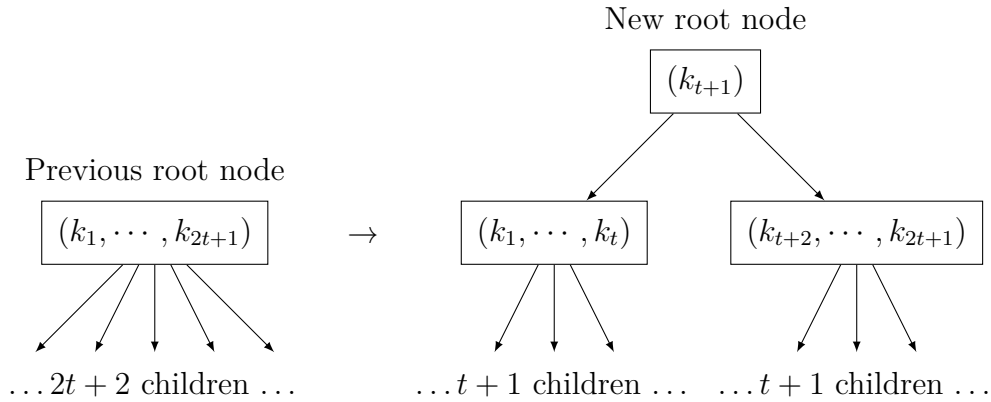 New root node
(k_{t+1})
Previous root node
(k_1, ⋯ , k_{2t+1})
→
(k_1, ⋯ , k_t)
(k_{t+2}, ⋯ , k_{2t+1})
… 2t + 2 children …
… t + 1 children …
… t + 1 children …